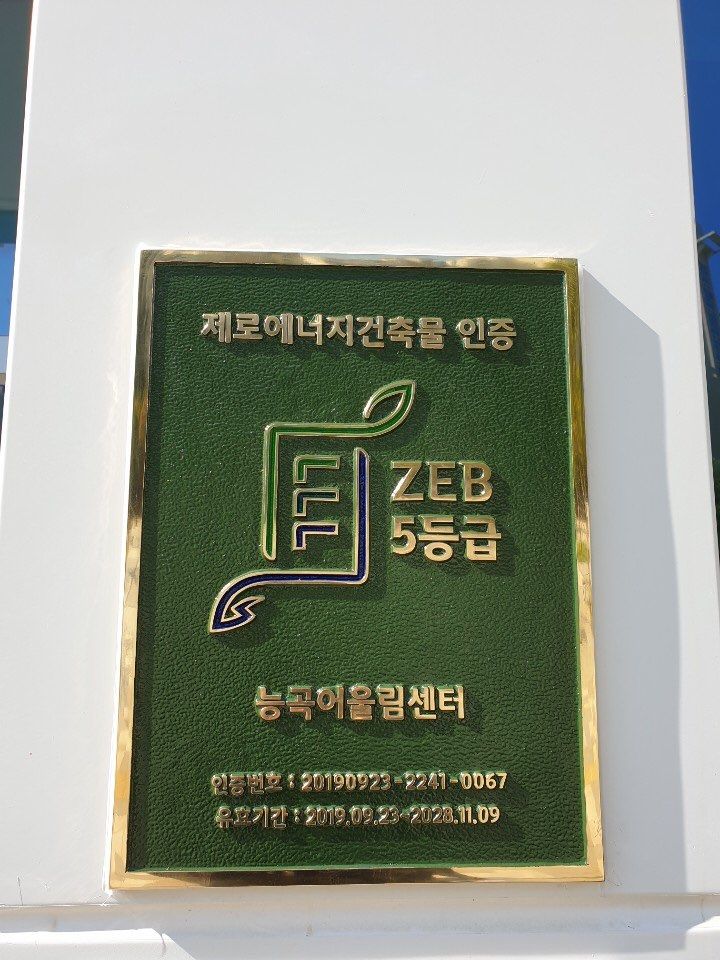 제로에너지건축물 인증
ZEB
5등급
능곡어울림센터
인증번호 : 20190923-2241-0067
유효기간 : 2019.09.23~2028.11.09